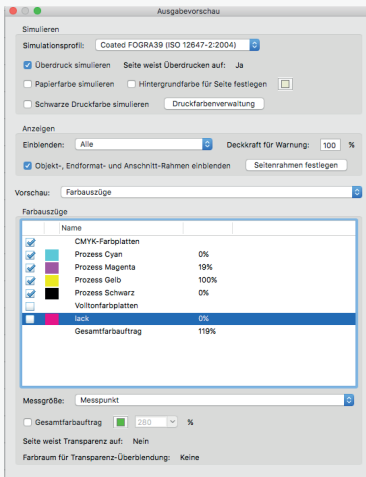 Ausgabevorschau
Simulieren
Simulationsprofil: Coated FOGRA39 (ISO 12647-2:2004)
Überdruck simulieren Seite weist Überdrucken auf: Ja
Papierfarbe simulieren Hintergrundfarbe für Seite festlegen
Schwarze Druckfarbe simulieren Druckfarbenverwaltung
Anzeigen
Einblenden: Alle Deckkraft für Warnung: 100 %
Objekt-, Endformat- und Anschnitt-Rahmen einblenden Seitenrahmen festlegen
Vorschau: Farbauszüge
Farbauszüge
Name
CMYK-Farbplatten
Prozess Cyan 0%
Prozess Magenta 19%
Prozess Gelb 100%
Prozess Schwarz 0%
Volltonfarbplatten
lack 0%
Gesamtfarbauftrag 119%
Messgröße: Messpunkt
Gesamtfarbauftrag 280 %
Seite weist Transparenz auf: Nein
Farbraum für Transparenz-Überblendung: Keine